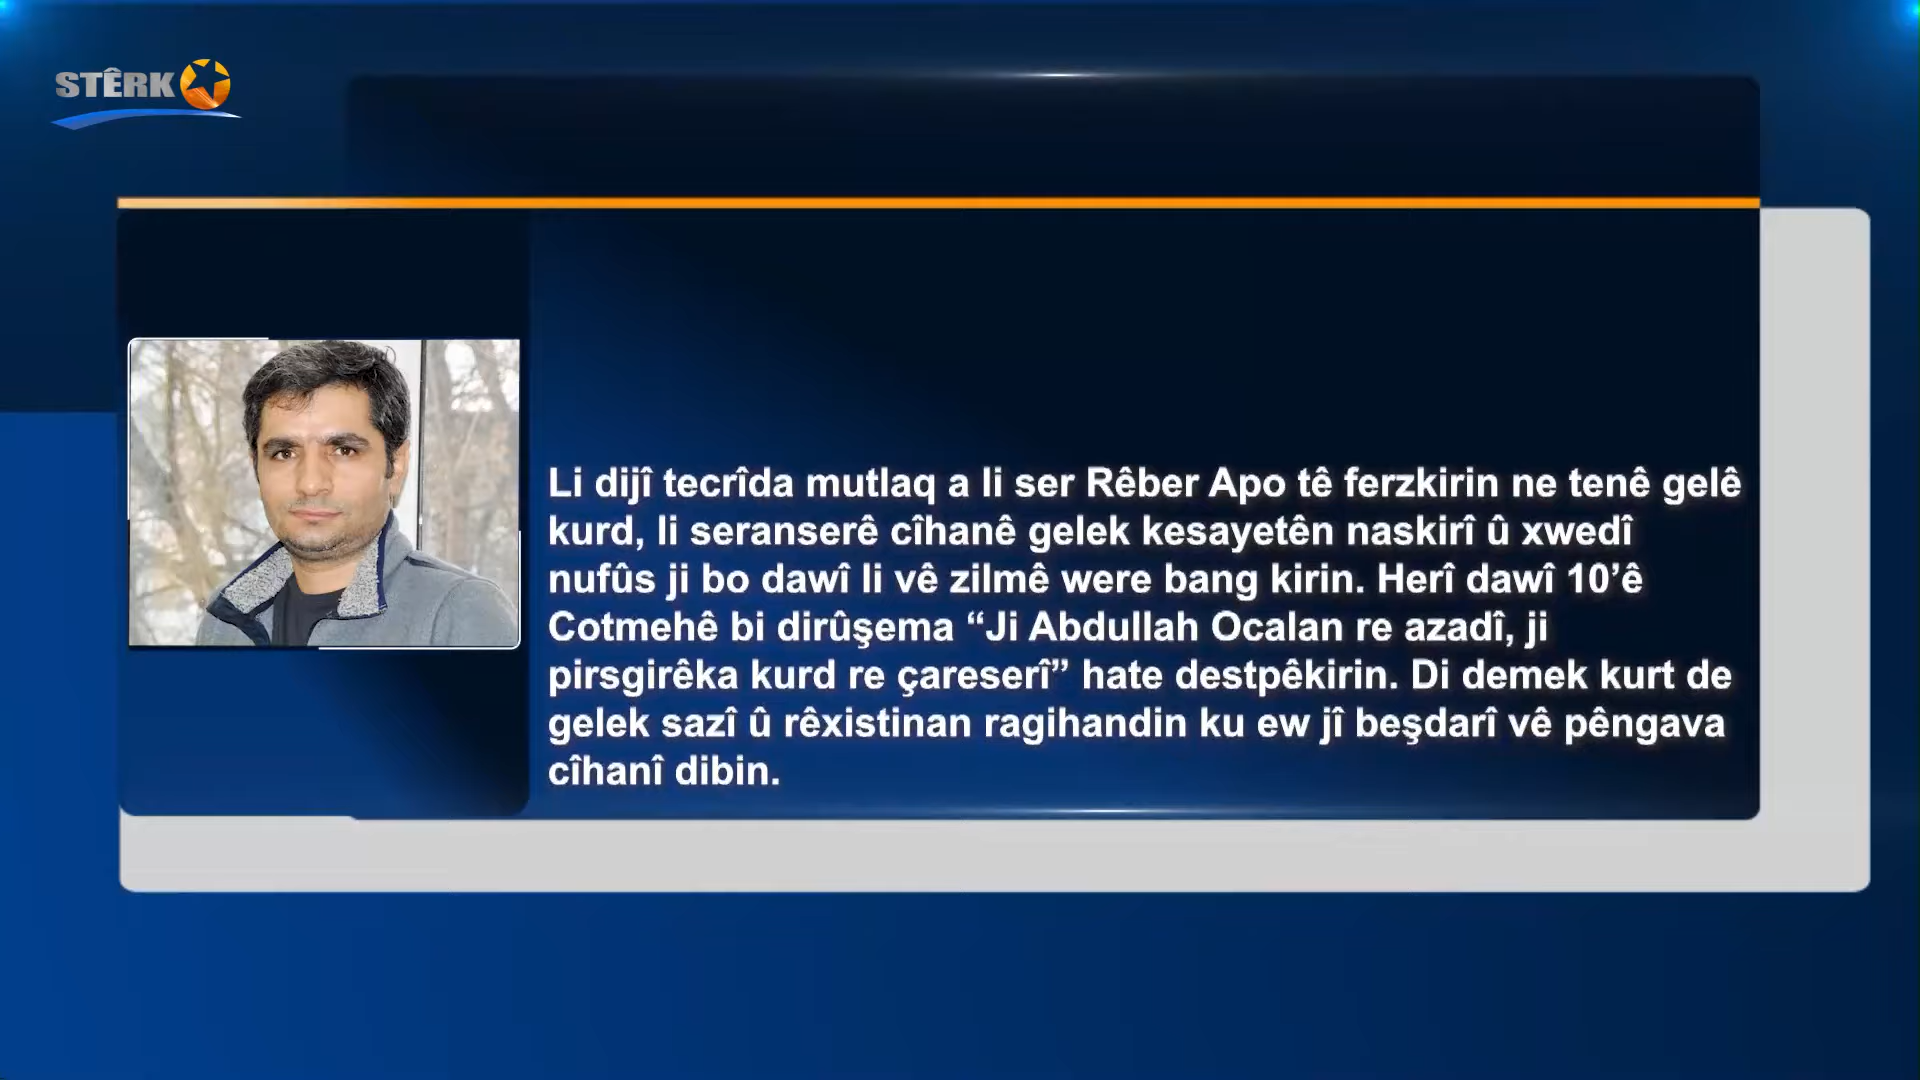 STÊRK
Li dijî tecrîda mutlaq a li ser Rêber Apo tê ferzkirin ne tenê gelê
kurd, li seranserê cîhanê gelek kesayetên naskirî û xwedî
nufûs ji bo dawî li vê zilmê were bang kirin. Herî dawî 10’ê
Cotmehê bi dirûşema “Ji Abdullah Ocalan re azadî, ji
pirsgirêka kurd re çareserî” hate destpêkirin. Di demek kurt de
gelek sazî û rêxistinan ragihandin ku ew jî beşdarî vê pêngava
cîhanî dibin.